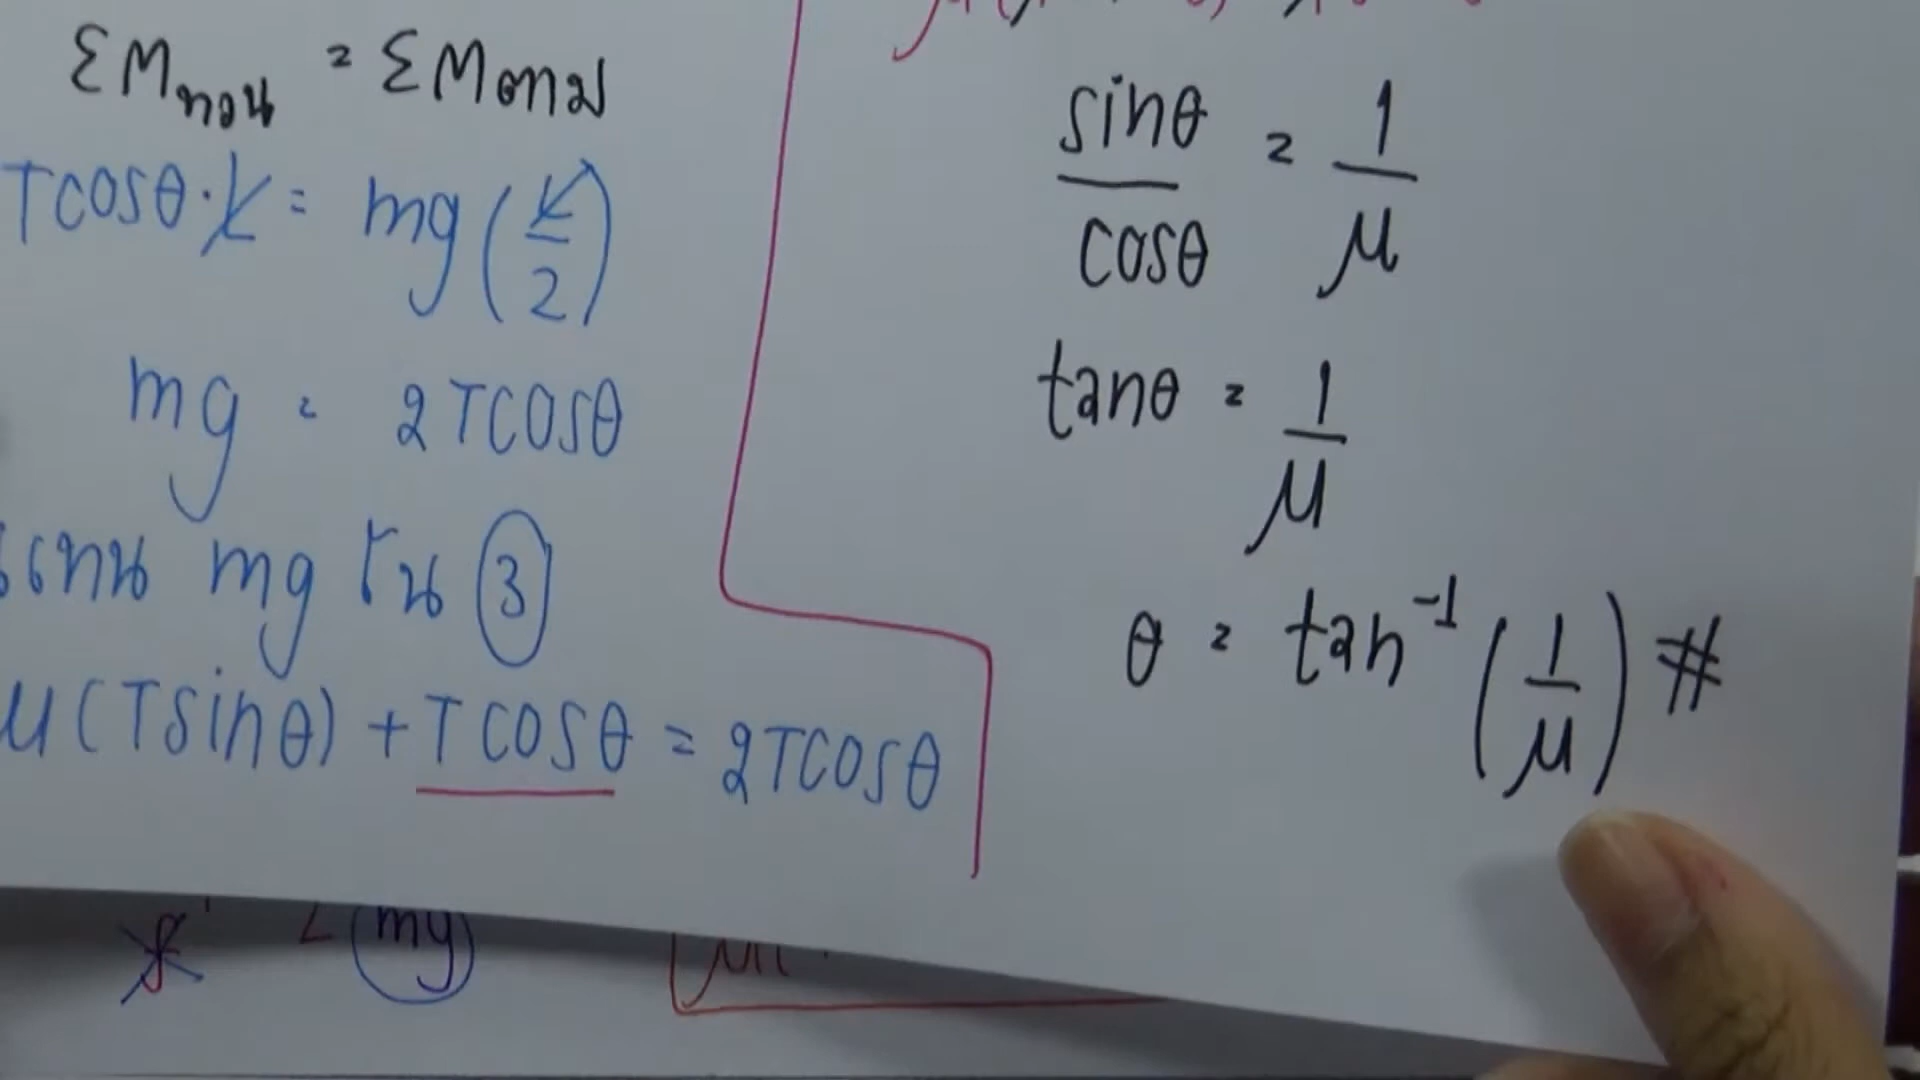 ΣM ทวน = ΣM ตาม
Tcosθ·k = mg(k/2)
mg = 2Tcosθ
แทน mg ใน ③
μ(Tsinθ) + Tcosθ = 2Tcosθ
sinθ/cosθ = 1/μ
tanθ = 1/μ
θ = tan⁻¹(1/μ) #
mg